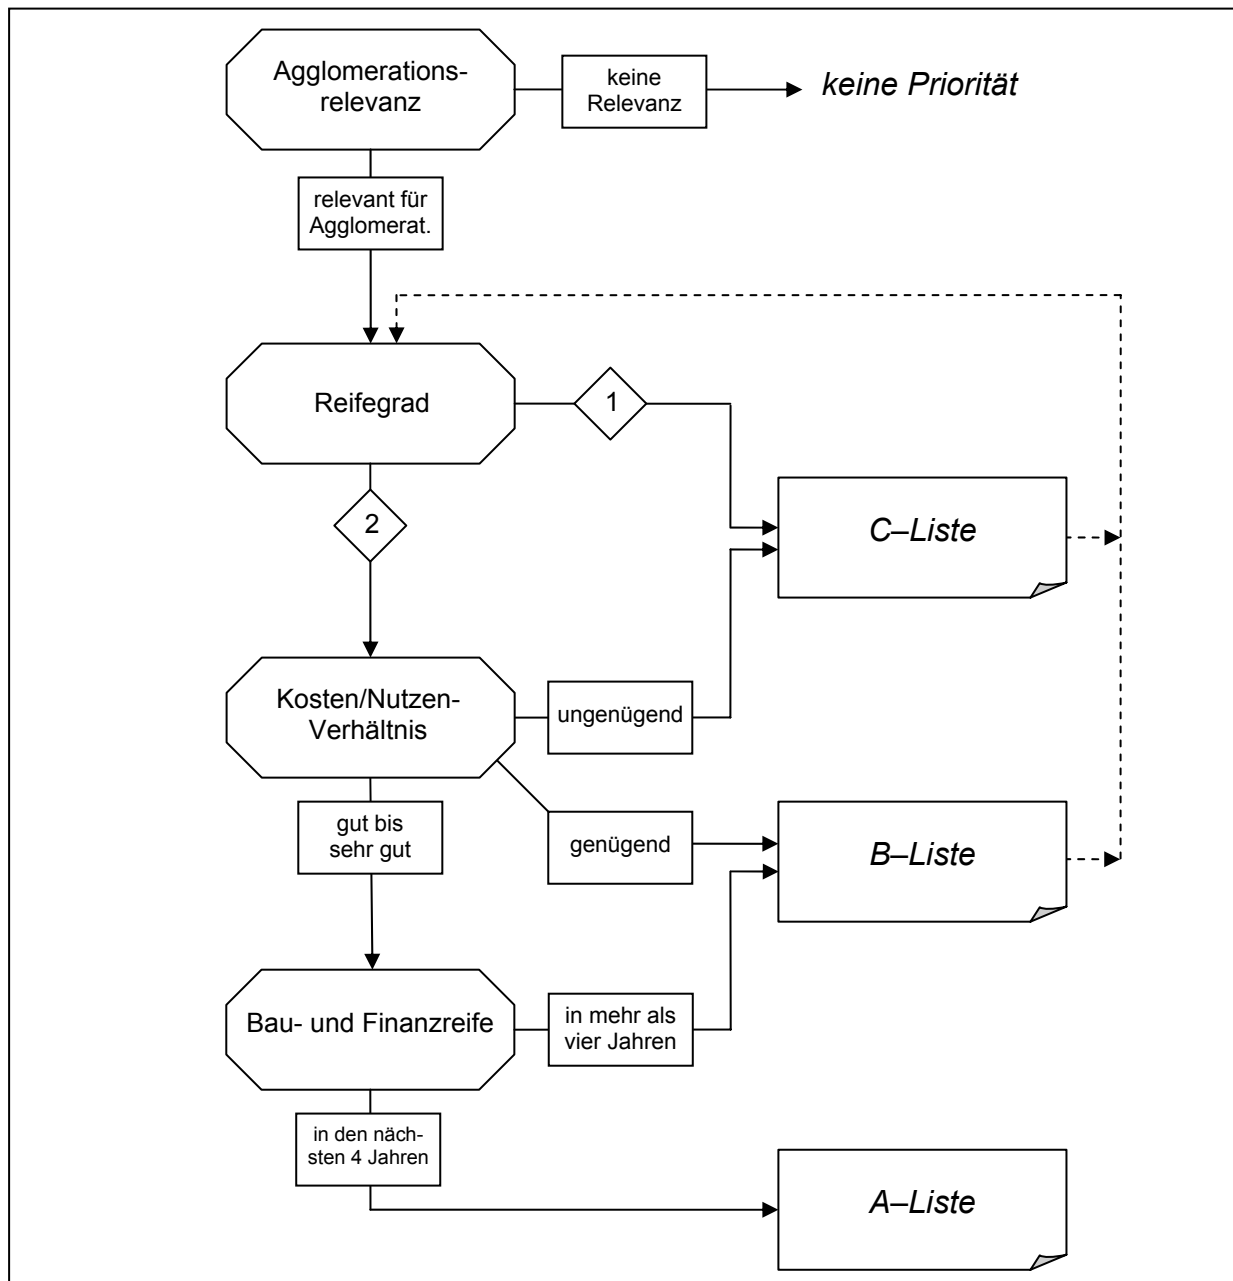 Agglomerations-
relevanz
keine
Relevanz
keine Priorität
relevant für
Agglomerat.
Reifegrad
1
2
C–Liste
Kosten/Nutzen-
Verhältnis
ungenügend
gut bis
sehr gut
genügend
B–Liste
Bau- und Finanzreife
in mehr als
vier Jahren
in den näch-
sten 4 Jahren
A–Liste